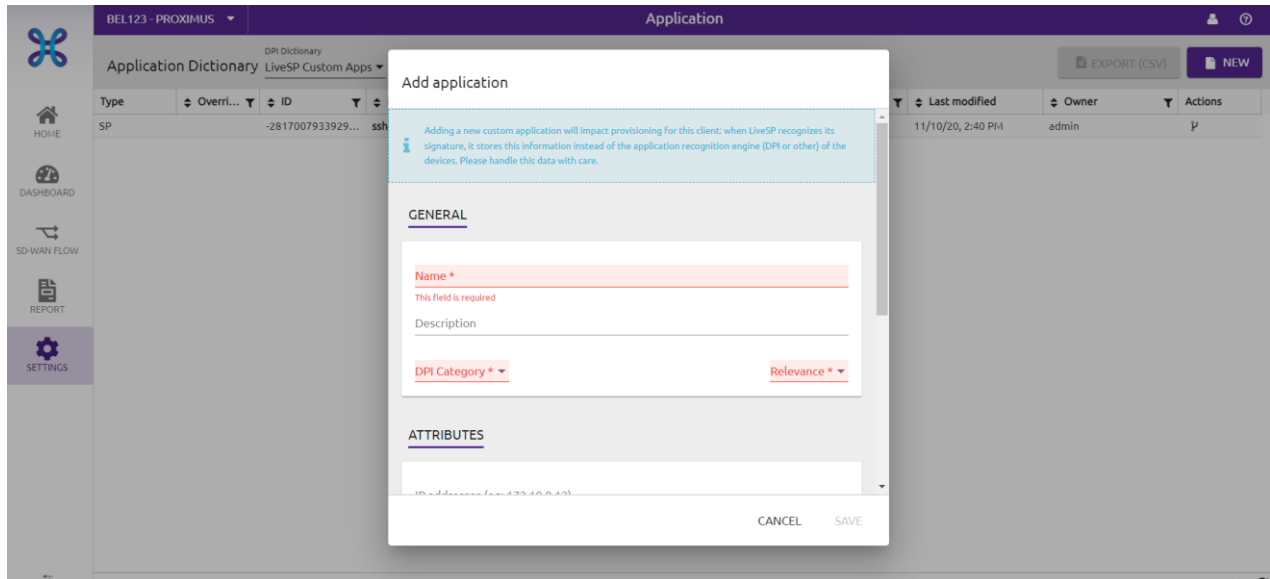 BEL123 - PROXIMUS
Application
Application Dictionary
DPI Dictionary
LiveSP Custom Apps
EXPORT (CSV)
NEW
Type
Overri...
ID
Last modified
Owner
Actions
SP
-2817007933929...
ssh
11/10/20, 2:40 PM
admin
HOME
DASHBOARD
SD-WAN FLOW
REPORT
SETTINGS
Add application
Adding a new custom application will impact provisioning for this client: when LiveSP recognizes its
signature, it stores this information instead of the application recognition engine (DPI or other) of the
devices. Please handle this data with care.
GENERAL
Name *
This field is required
Description
DPI Category *
Relevance *
ATTRIBUTES
CANCEL
SAVE